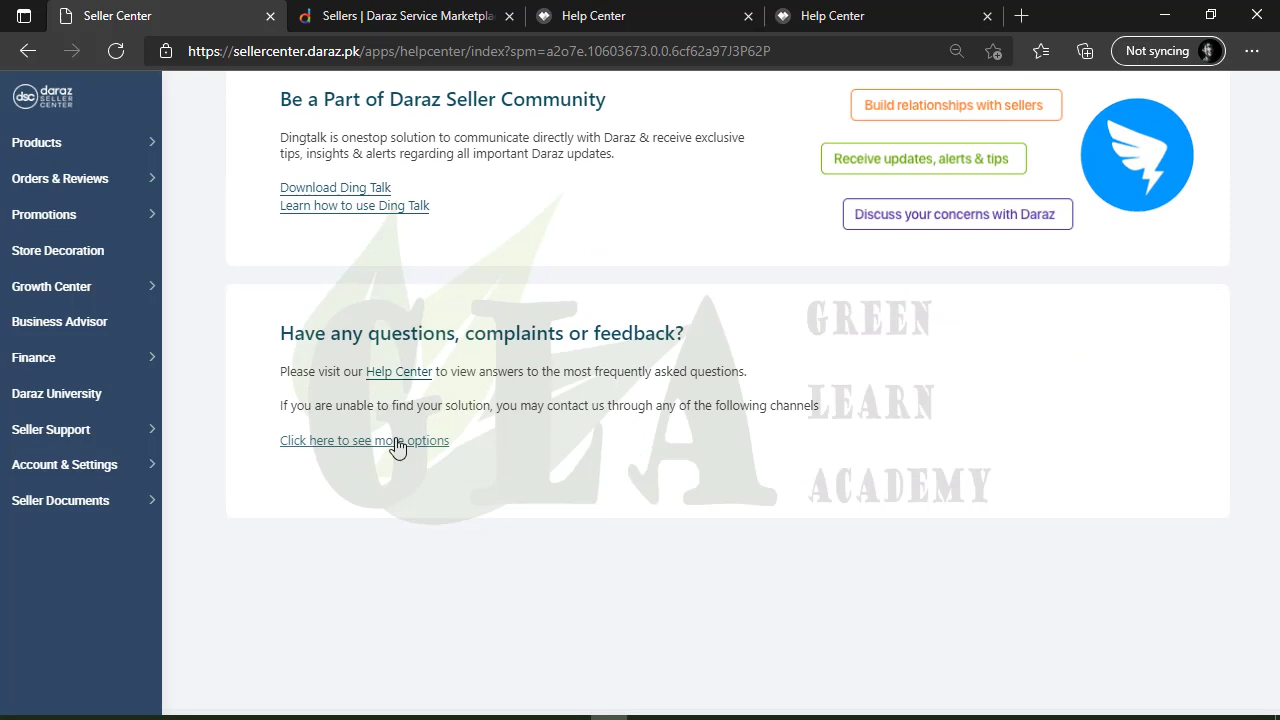 Seller Center
Sellers | Daraz Service Marketpla
Help Center
Help Center
https://sellercenter.daraz.pk/apps/helpcenter/index?spm=a2o7e.10603673.0.0.6cf62a97J3P62P
Not syncing
dsc daraz
SELLER
CENTER
Products
Orders & Reviews
Promotions
Store Decoration
Growth Center
Business Advisor
Finance
Daraz University
Seller Support
Account & Settings
Seller Documents
Be a Part of Daraz Seller Community
Dingtalk is onestop solution to communicate directly with Daraz & receive exclusive
tips, insights & alerts regarding all important Daraz updates.
Download Ding Talk
Learn how to use Ding Talk
Build relationships with sellers
Receive updates, alerts & tips
Discuss your concerns with Daraz
Have any questions, complaints or feedback?
Please visit our Help Center to view answers to the most frequently asked questions.
If you are unable to find your solution, you may contact us through any of the following channels
Click here to see more options
GLA
GREEN
LEARN
ACADEMY